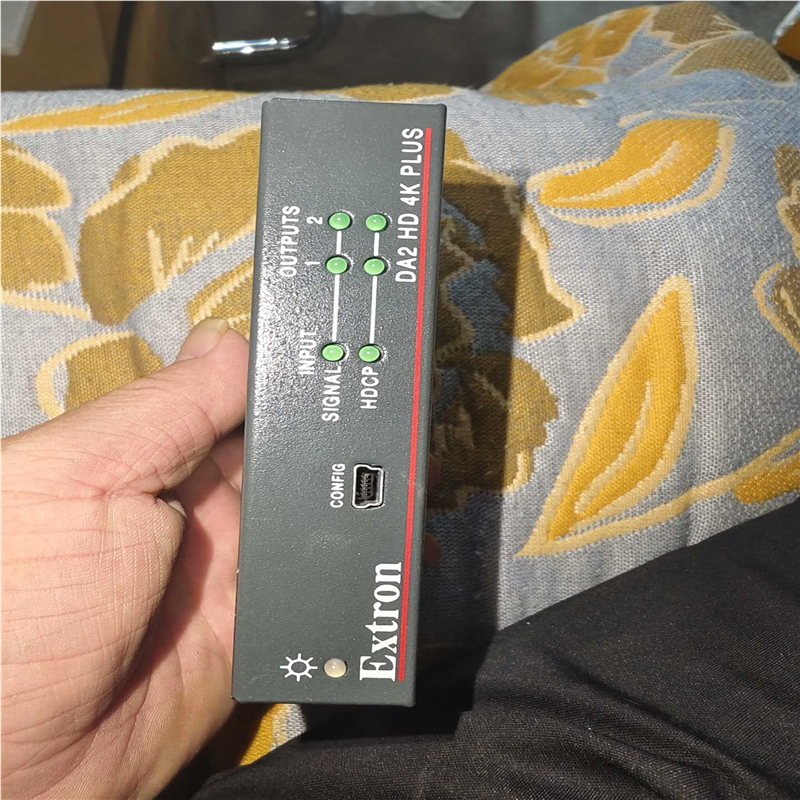 Extron
CONFIG
INPUT
OUTPUTS
1 2
SIGNAL
HDCP
DA2 HD 4K PLUS